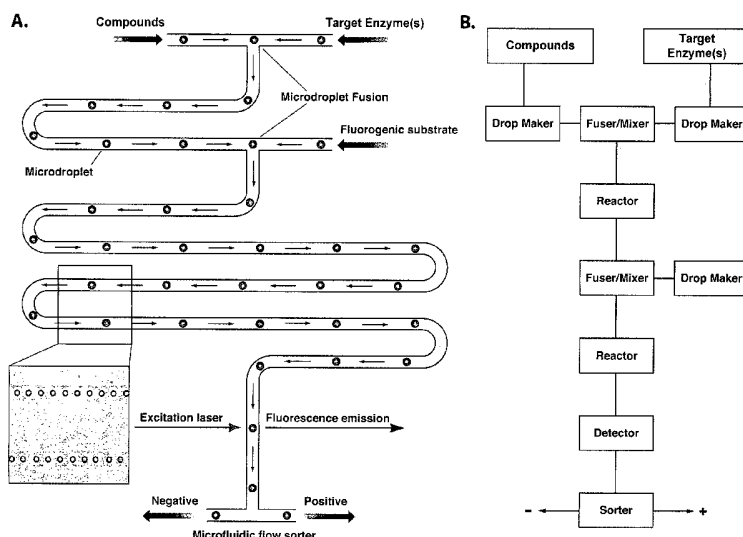 A.
Compounds
Target Enzyme(s)
Microdroplet Fusion
Fluorogenic substrate
Microdroplet
Excitation laser
Fluorescence emission
Negative
Positive
Microfluidic flow sorter
B.
Compounds
Target
Enzyme(s)
Drop Maker
Fuser/Mixer
Drop Maker
Reactor
Fuser/Mixer
Drop Maker
Reactor
Detector
- Sorter +